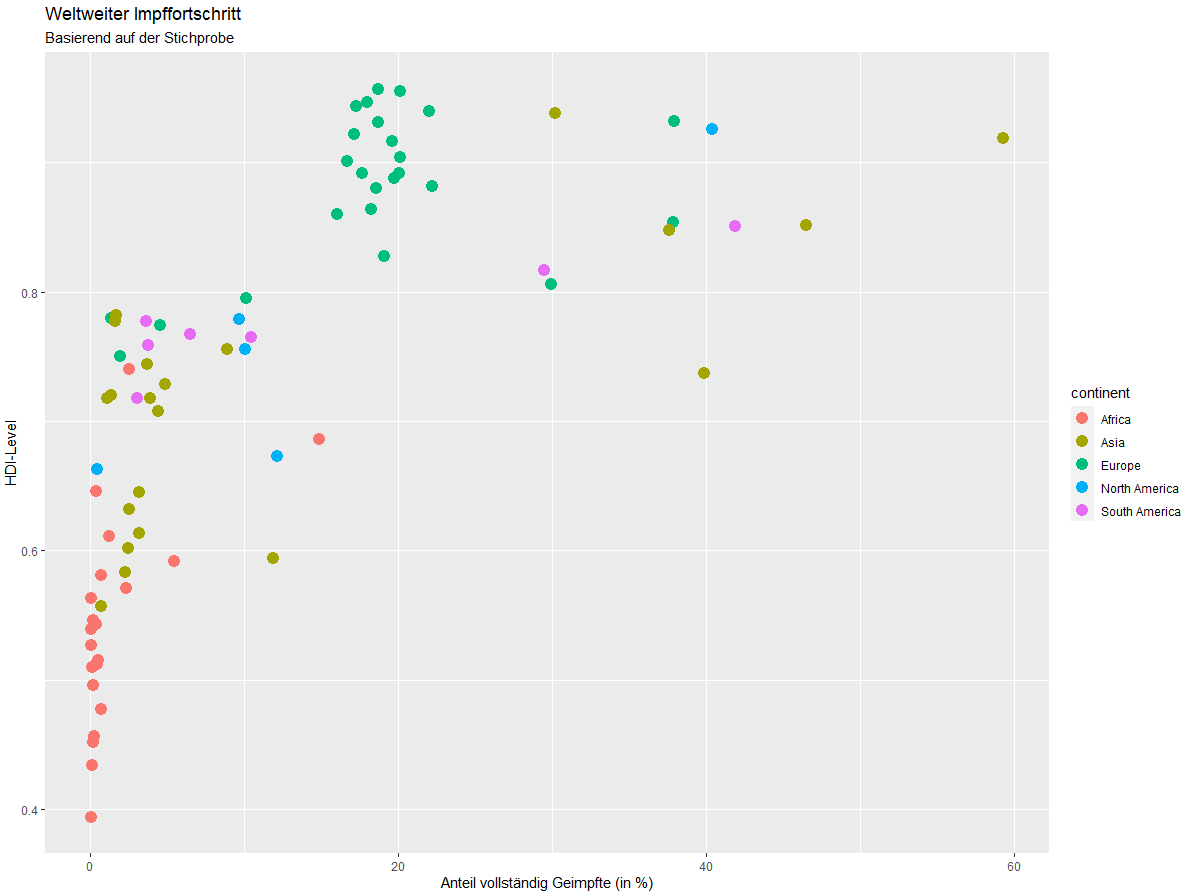 Weltweiter Impffortschritt
Basierend auf der Stichprobe
HDI-Level
0.8
0.6
0.4
0
20
40
60
Anteil vollständig Geimpfte (in %)
continent
Africa
Asia
Europe
North America
South America